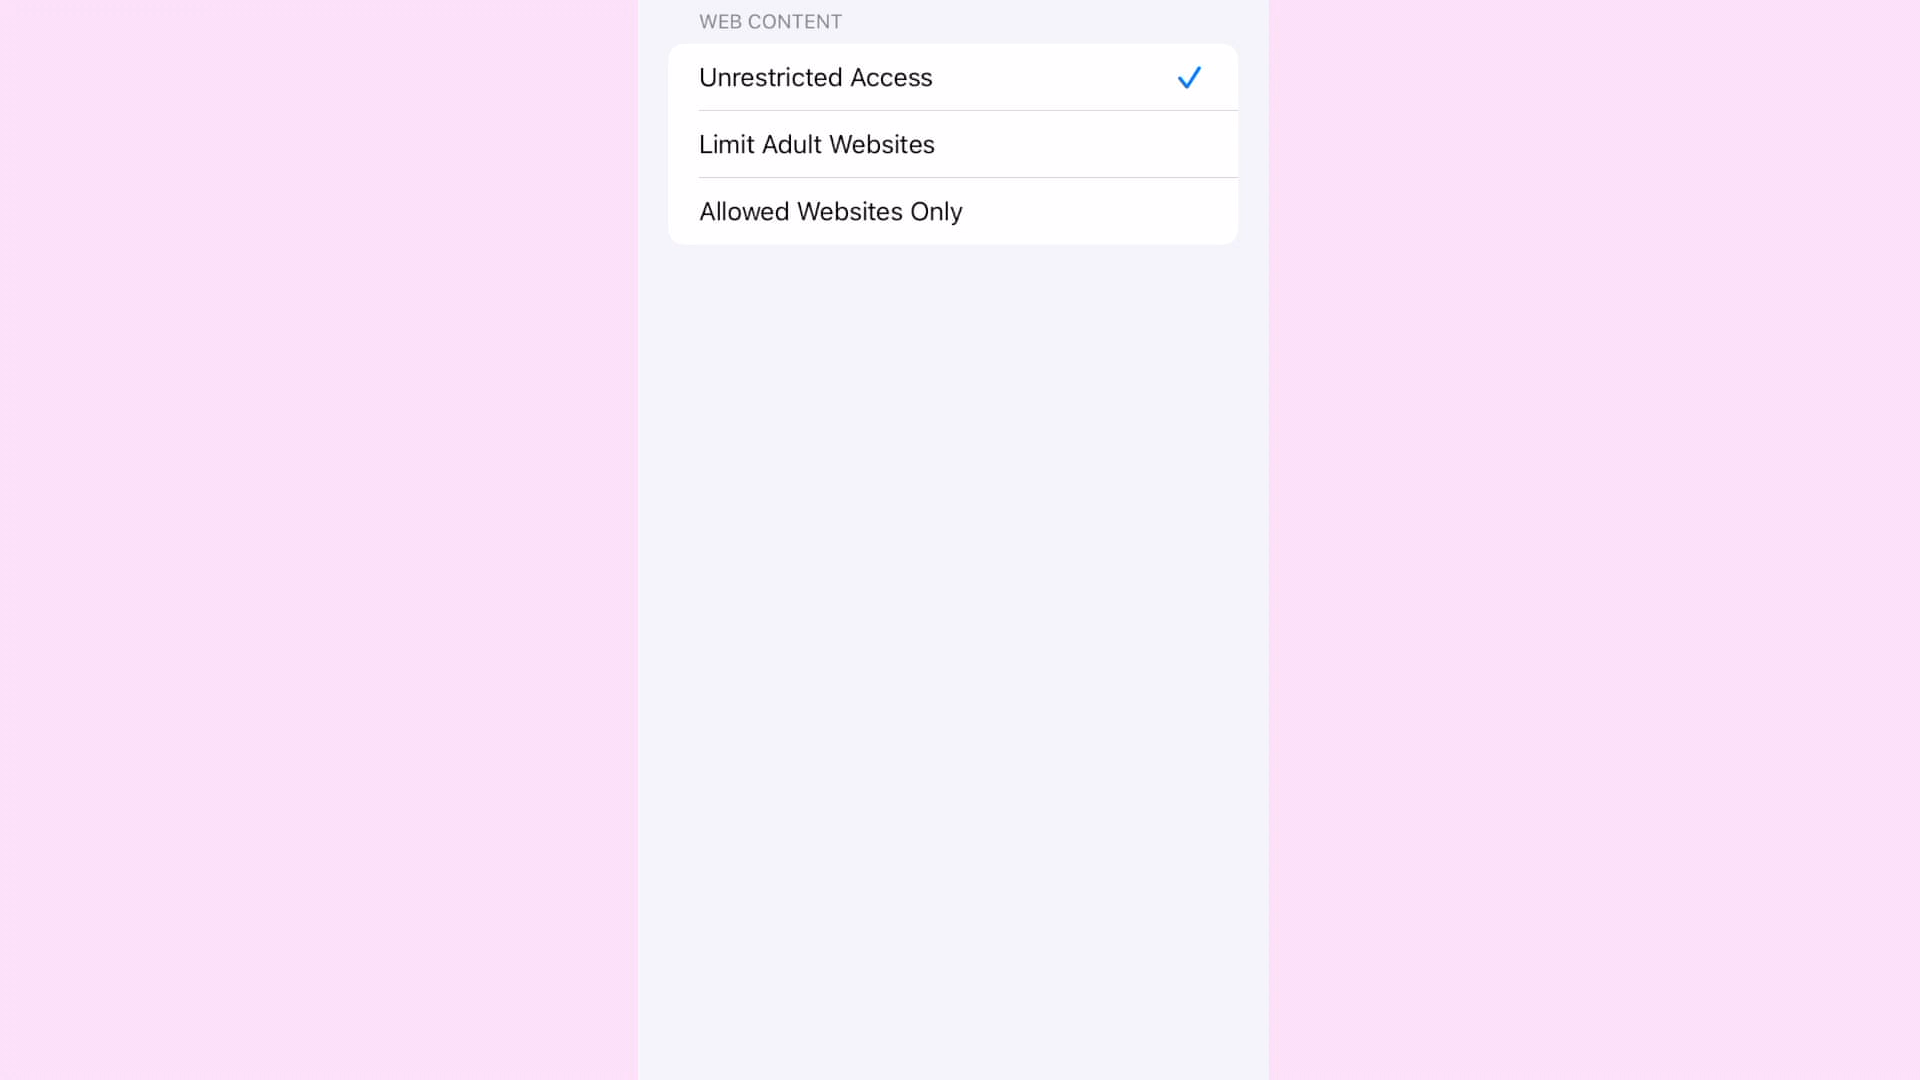 WEB CONTENT
Unrestricted Access
Limit Adult Websites
Allowed Websites Only